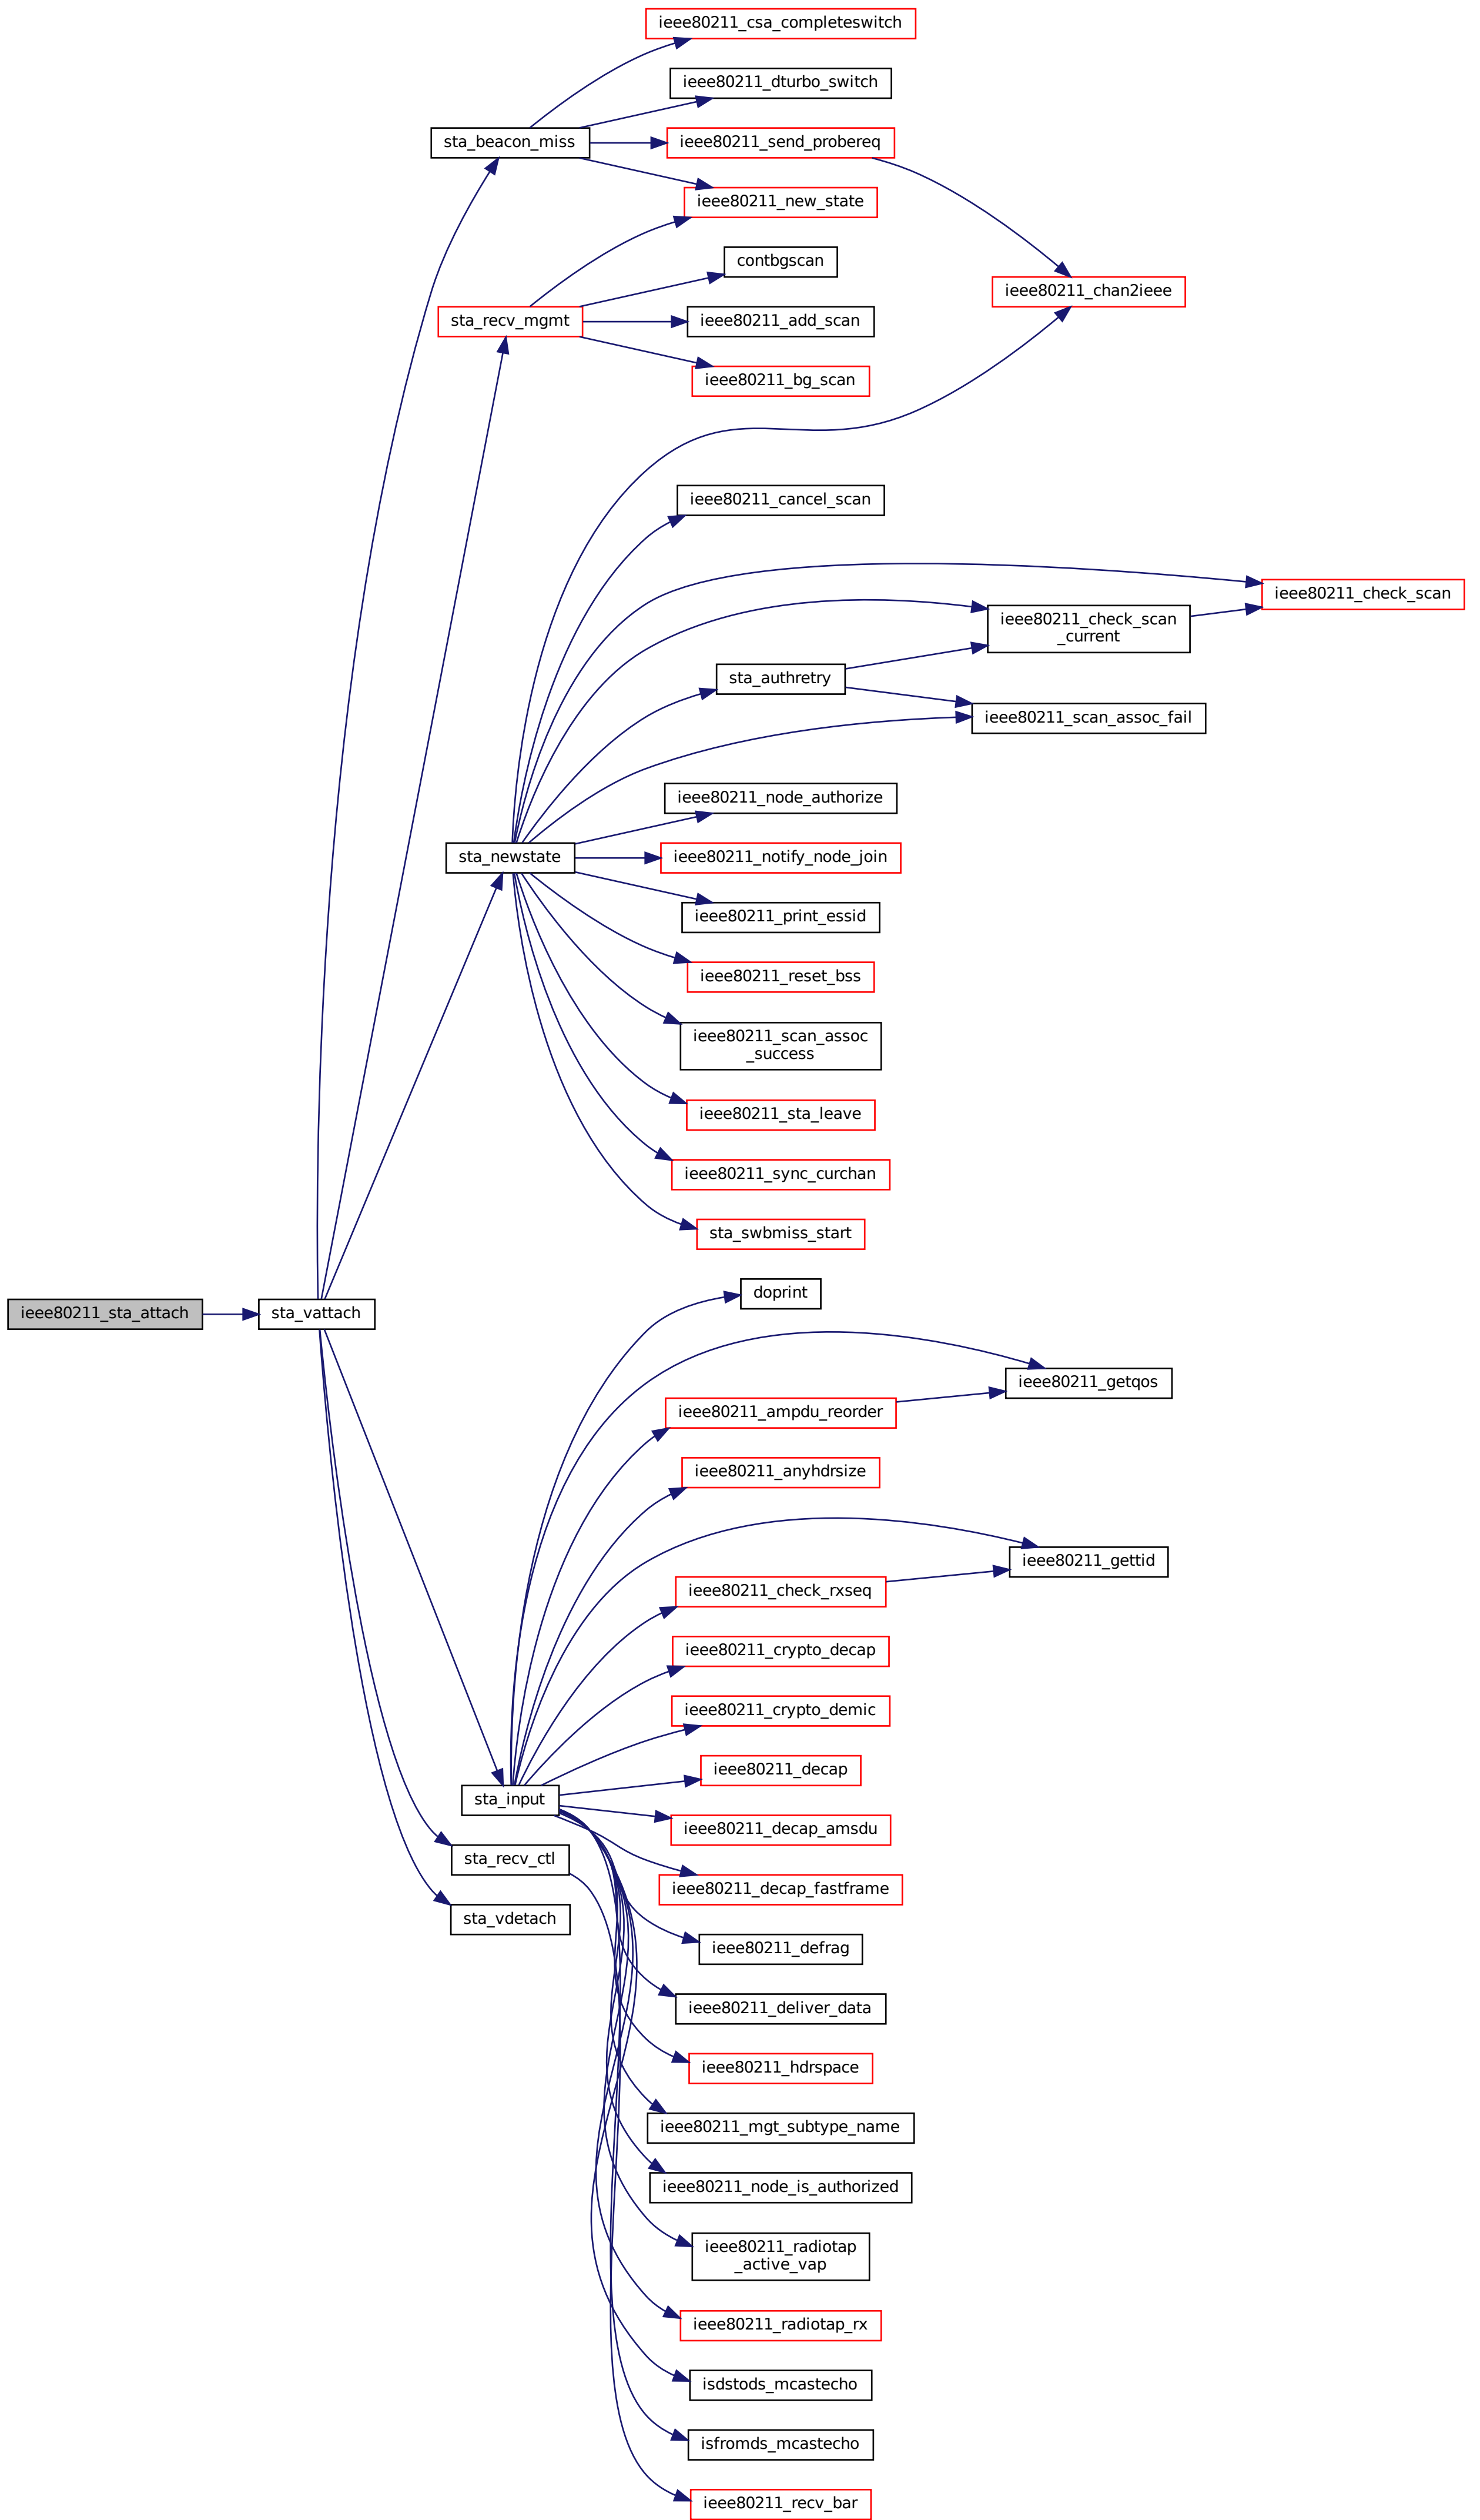 ieee80211_csa_completeswitch
ieee80211_dturbo_switch
sta_beacon_miss
ieee80211_send_probereq
ieee80211_new_state
contbgscan
ieee80211_chan2ieee
sta_recv_mgmt
ieee80211_add_scan
ieee80211_bg_scan
ieee80211_cancel_scan
ieee80211_check_scan
ieee80211_check_scan
_current
sta_authretry
ieee80211_scan_assoc_fail
ieee80211_node_authorize
sta_newstate
ieee80211_notify_node_join
ieee80211_print_essid
ieee80211_reset_bss
ieee80211_scan_assoc
_success
ieee80211_sta_leave
ieee80211_sync_curchan
sta_swbmiss_start
doprint
ieee80211_sta_attach
sta_vattach
ieee80211_getqos
ieee80211_ampdu_reorder
ieee80211_anyhdrsize
ieee80211_gettid
ieee80211_check_rxseq
ieee80211_crypto_decap
ieee80211_crypto_demic
ieee80211_decap
sta_input
ieee80211_decap_amsdu
sta_recv_ctl
ieee80211_decap_fastframe
sta_vdetach
ieee80211_defrag
ieee80211_deliver_data
ieee80211_hdrspace
ieee80211_mgt_subtype_name
ieee80211_node_is_authorized
ieee80211_radiotap
_active_vap
ieee80211_radiotap_rx
isdstods_mcastecho
isfromds_mcastecho
ieee80211_recv_bar